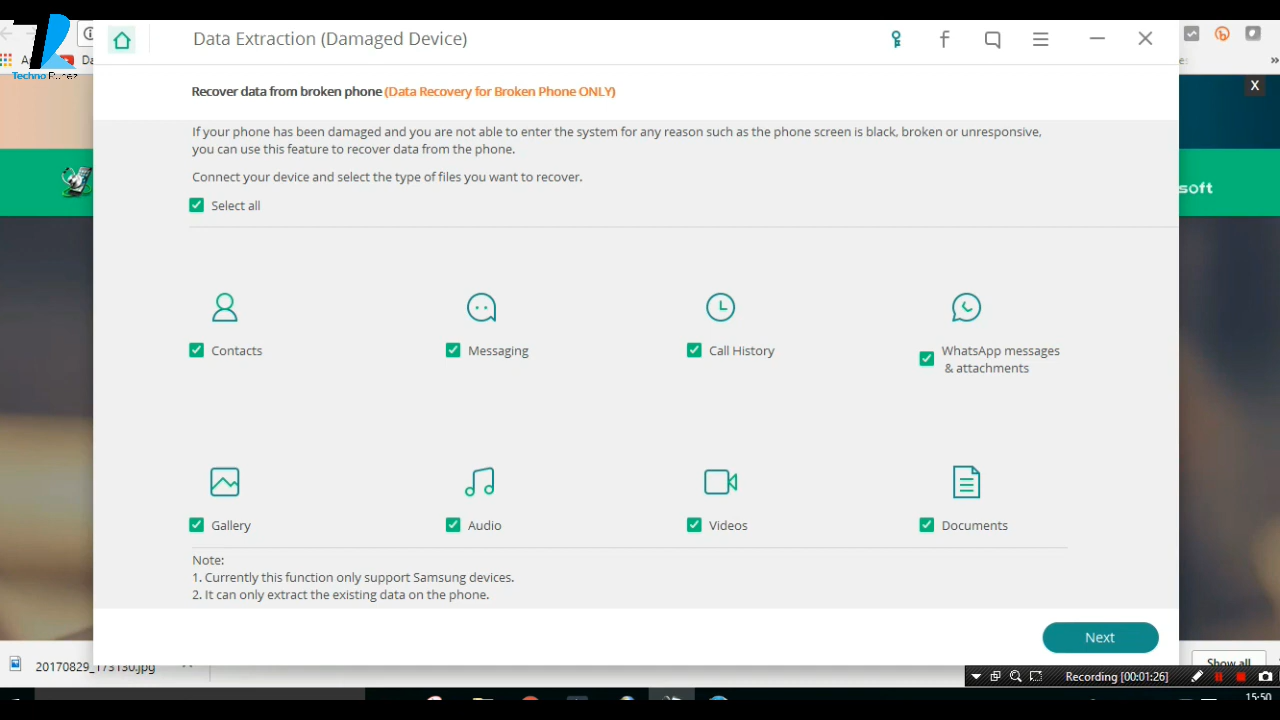 Data Extraction (Damaged Device)
Techno Runez
Recover data from broken phone (Data Recovery for Broken Phone ONLY)
X
If your phone has been damaged and you are not able to enter the system for any reason such as the phone screen is black, broken or unresponsive,
you can use this feature to recover data from the phone.
Connect your device and select the type of files you want to recover.
soft
Select all
Contacts
Messaging
Call History
WhatsApp messages
& attachments
Gallery
Audio
Videos
Documents
Note:
1. Currently this function only support Samsung devices.
2. It can only extract the existing data on the phone.
Next
20170829_175150.jpg
Show all
Recording [00:01:26]
15:50